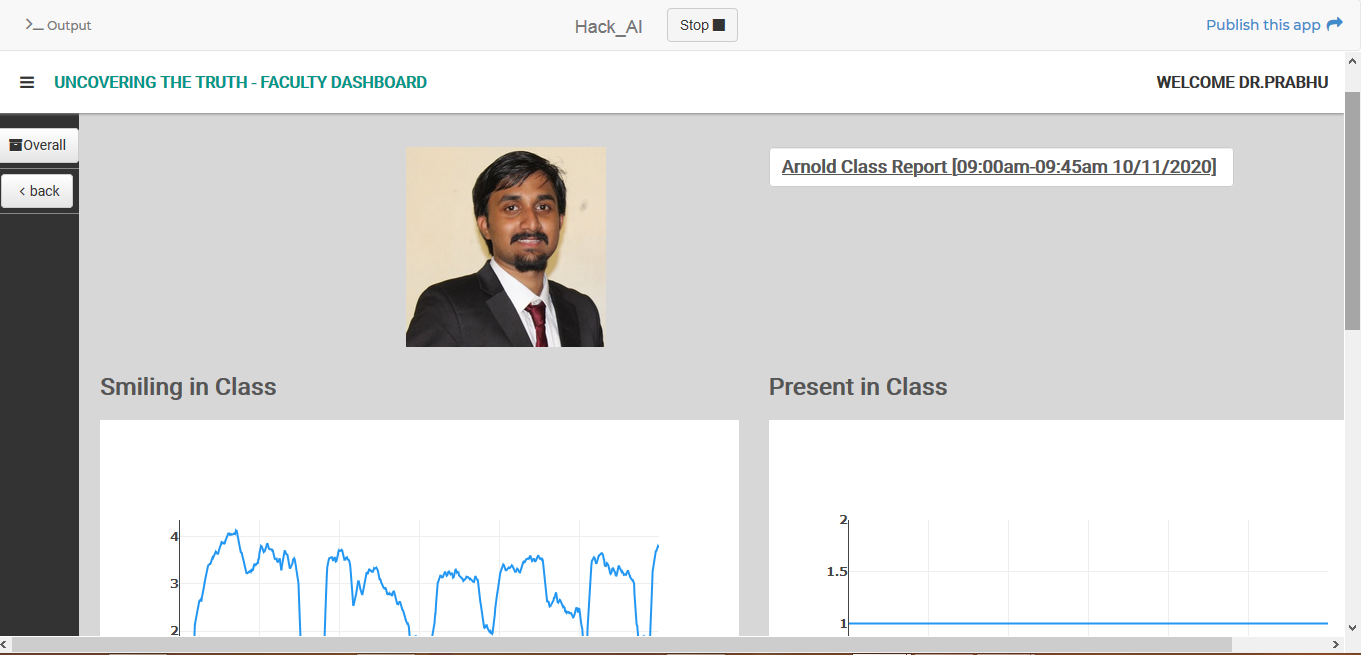 Output
Hack_AI
Stop
Publish this app
UNCOVERING THE TRUTH - FACULTY DASHBOARD
WELCOME DR.PRABHU
Overall
back
Arnold Class Report [09:00am-09:45am 10/11/2020]
Smiling in Class
Present in Class
4
3
2
2
1.5
1